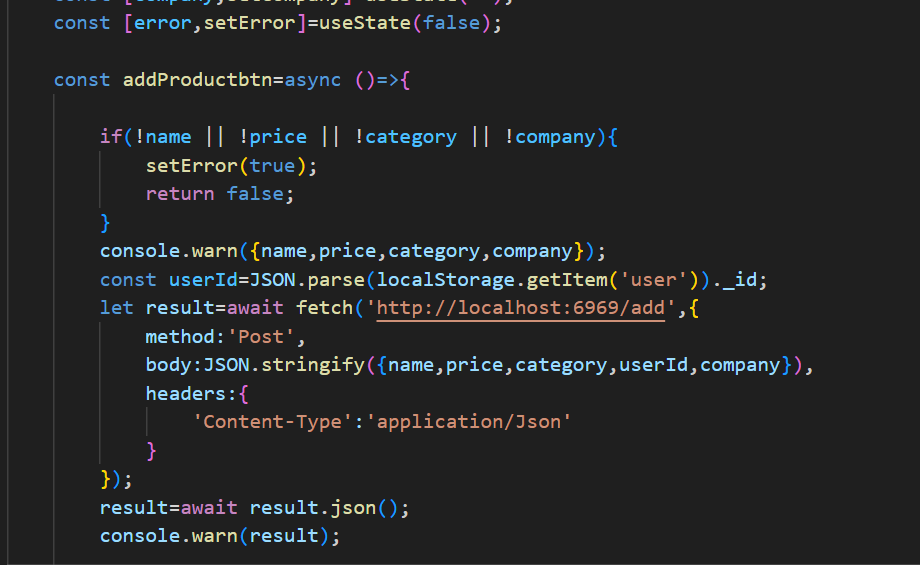 const [error,setError]=useState(false);
const addProductbtn=async ()=>{
if(!name || !price || !category || !company){
setError(true);
return false;
}
console.warn({name,price,category,company});
const userId=JSON.parse(localStorage.getItem('user'))._id;
let result=await fetch('http://localhost:6969/add',{
method:'Post',
body:JSON.stringify({name,price,category,userId,company}),
headers:{
'Content-Type':'application/Json'
}
});
result=await result.json();
console.warn(result);